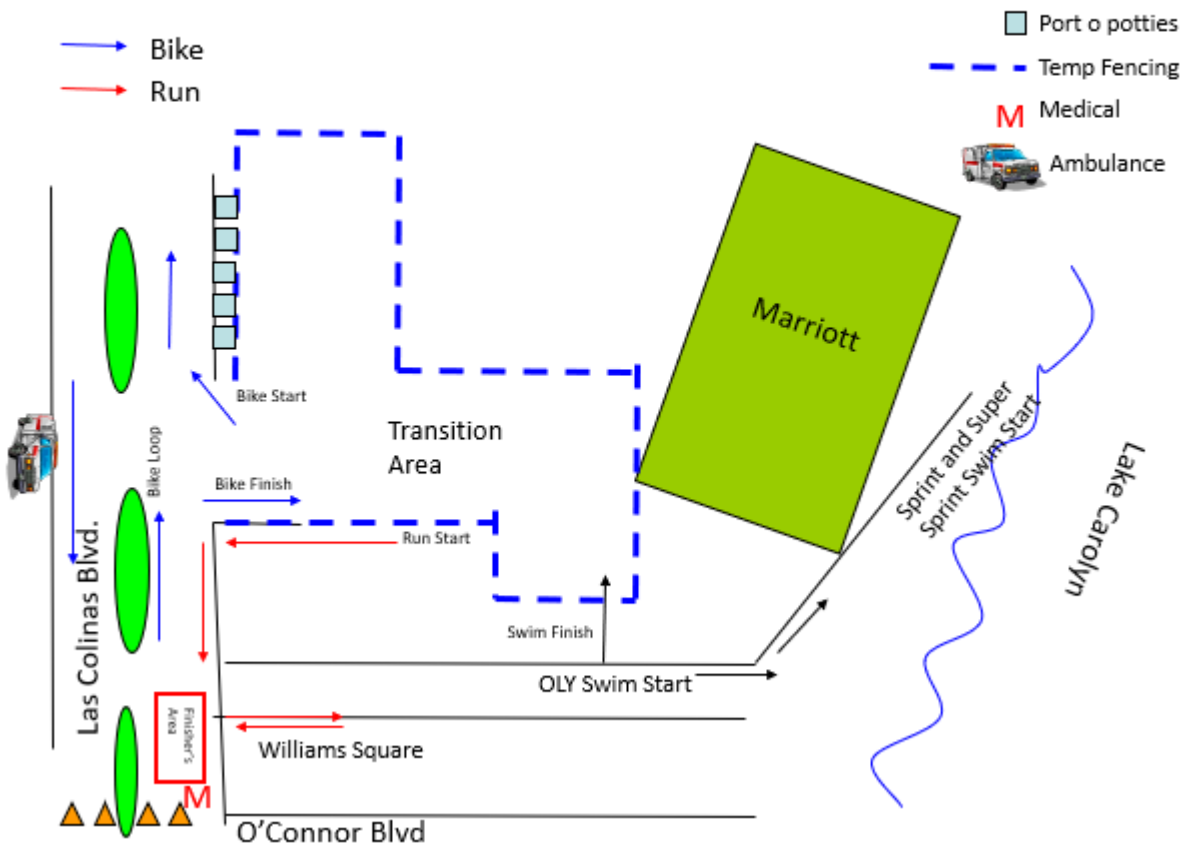 Port o potties
Bike
Temp Fencing
Run
M
Medical
Ambulance
Marriott
Bike Start
Transition
Area
Sprint and Super
Sprint Swim Start
Lake Carolyn
Bike Loop
Bike Finish
Las Colinas Blvd.
Run Start
Swim Finish
OLY Swim Start
Finisher's
Area
Williams Square
M
O'Connor Blvd